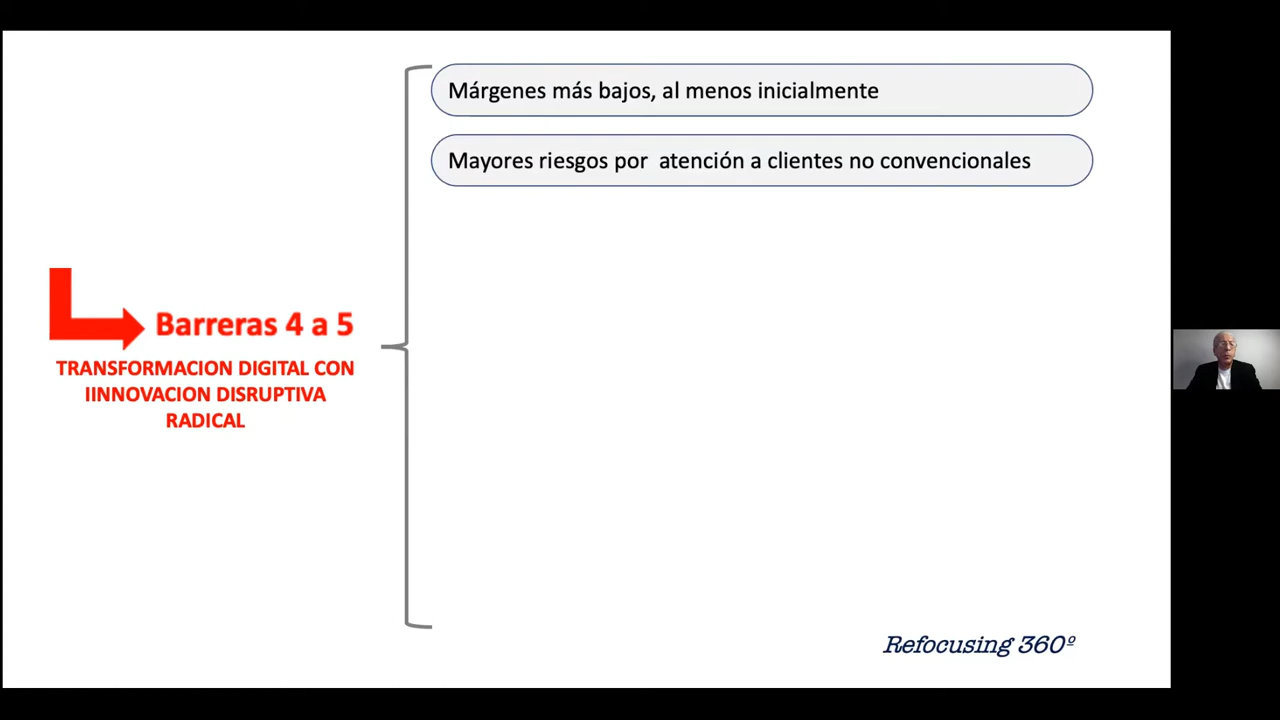 Márgenes más bajos, al menos inicialmente
Mayores riesgos por  atención a clientes no convencionales
Barreras 4 a 5
TRANSFORMACION DIGITAL CON
IINNOVACION DISRUPTIVA
RADICAL
Refocusing 360º